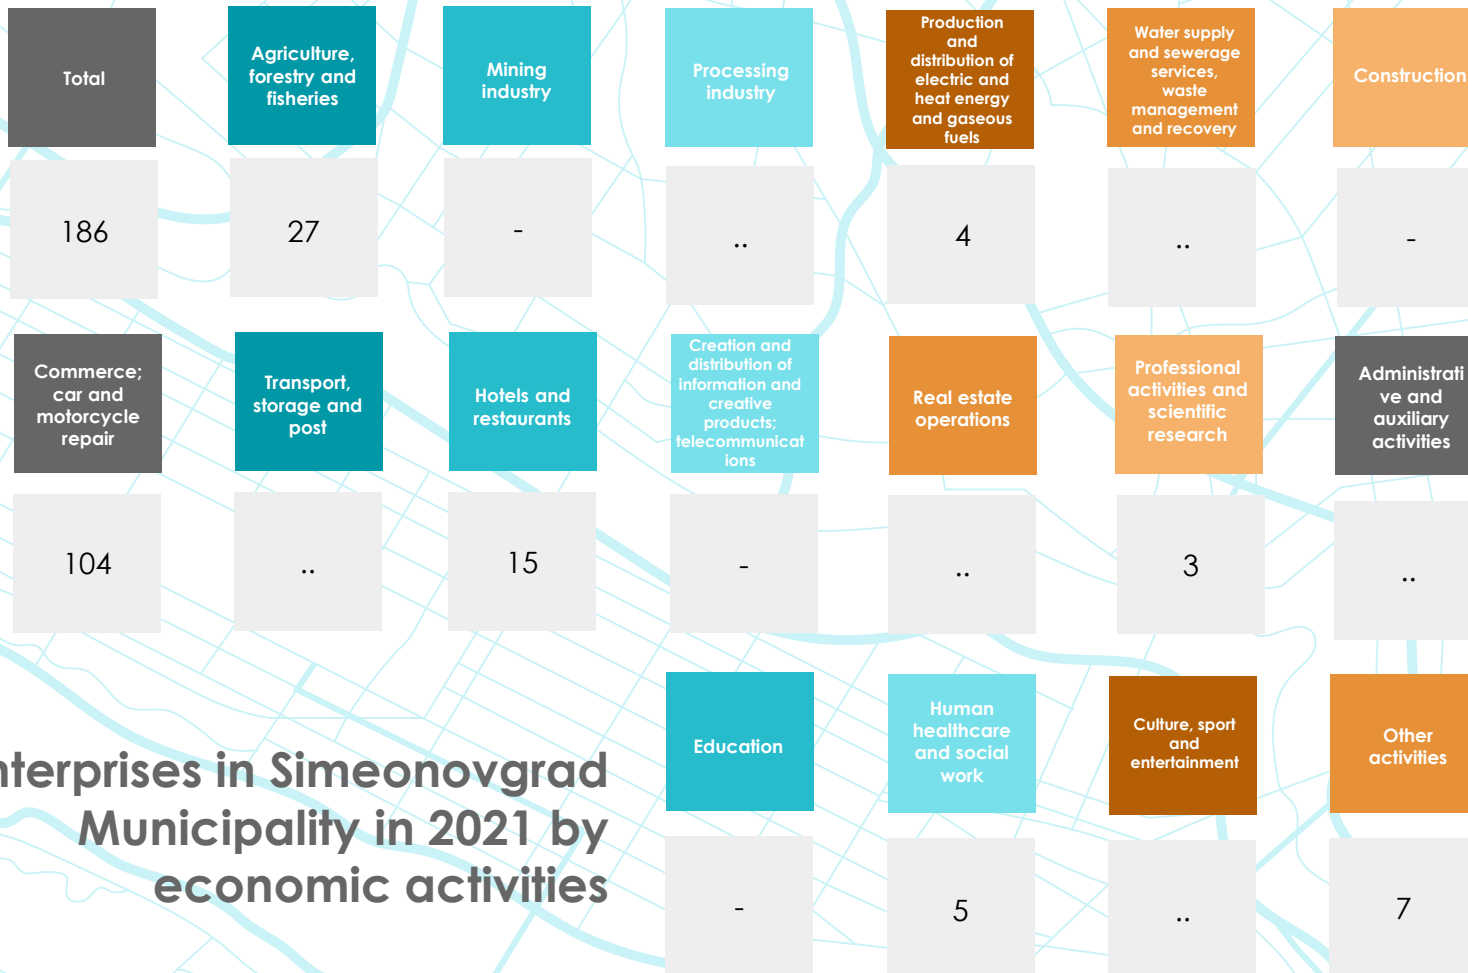 Total
Agriculture,
forestry and
fisheries
Mining
industry
Processing
industry
Production
and
distribution of
electric and
heat energy
and gaseous
fuels
Water supply
and sewerage
services,
waste
management
and recovery
Construction
186
27
-
..
4
..
-
Commerce;
car and
motorcycle
repair
Transport,
storage and
post
Hotels and
restaurants
Creation and
distribution of
information and
creative
products;
telecommunicat
ions
Real estate
operations
Professional
activities and
scientific
research
Administrati
ve and
auxiliary
activities
104
..
15
-
..
3
..
Education
Human
healthcare
and social
work
Culture, sport
and
entertainment
Other
activities
nterprises in Simeonovgrad
Municipality in 2021 by
economic activities
-
5
..
7